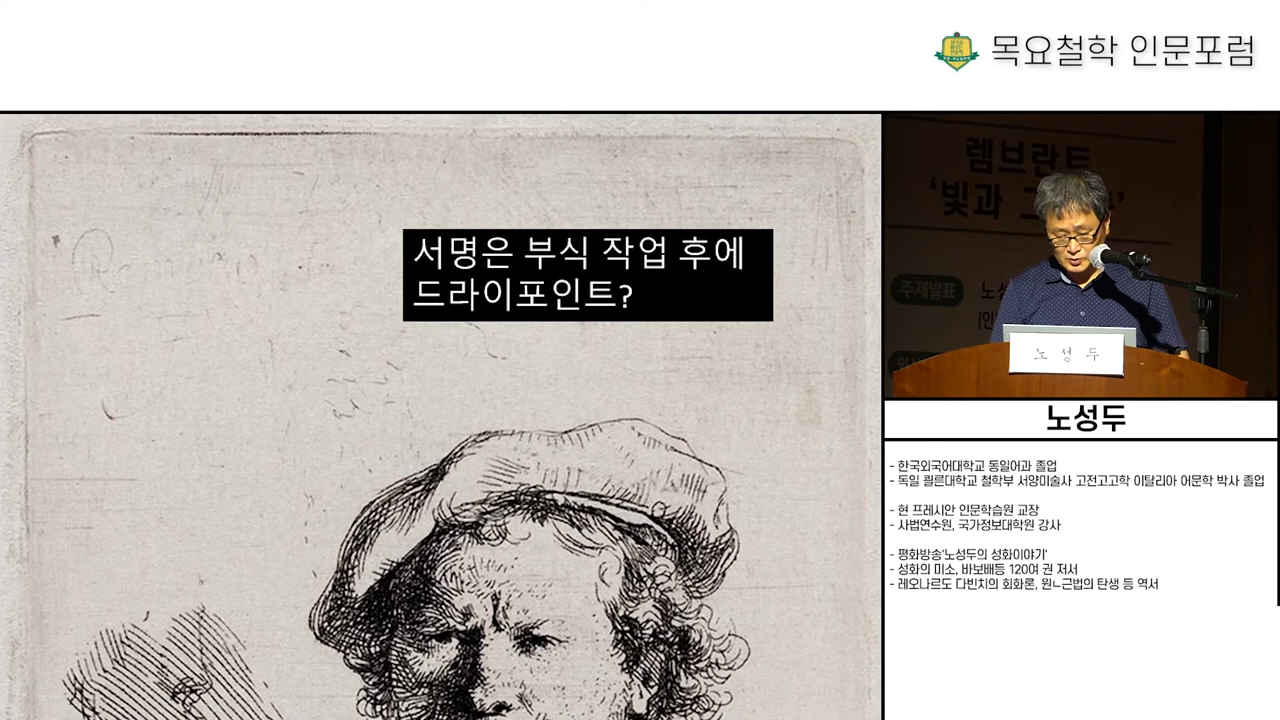 목요철학 인문포럼
서명은 부식 작업 후에
드라이포인트?
렘브란트
'빛과
주제발표 노성
노 성 두
노성두
- 한국외국어대학교 동일어과 졸업
- 독일 쾰른대학교 철학부 서양미술사 고전고고학 이탈리아 어문학 박사 졸업
- 현 프레시안 인문학습원 교장
- 사법연수원, 국가정보대학원 강사
- 평화방송'노성두의 성화이야기'
- 성화의 미소, 바보배등 120여 권 저서
- 레오나르도 다빈치의 회화론, 원ㄴ근법의 탄생 등 역서